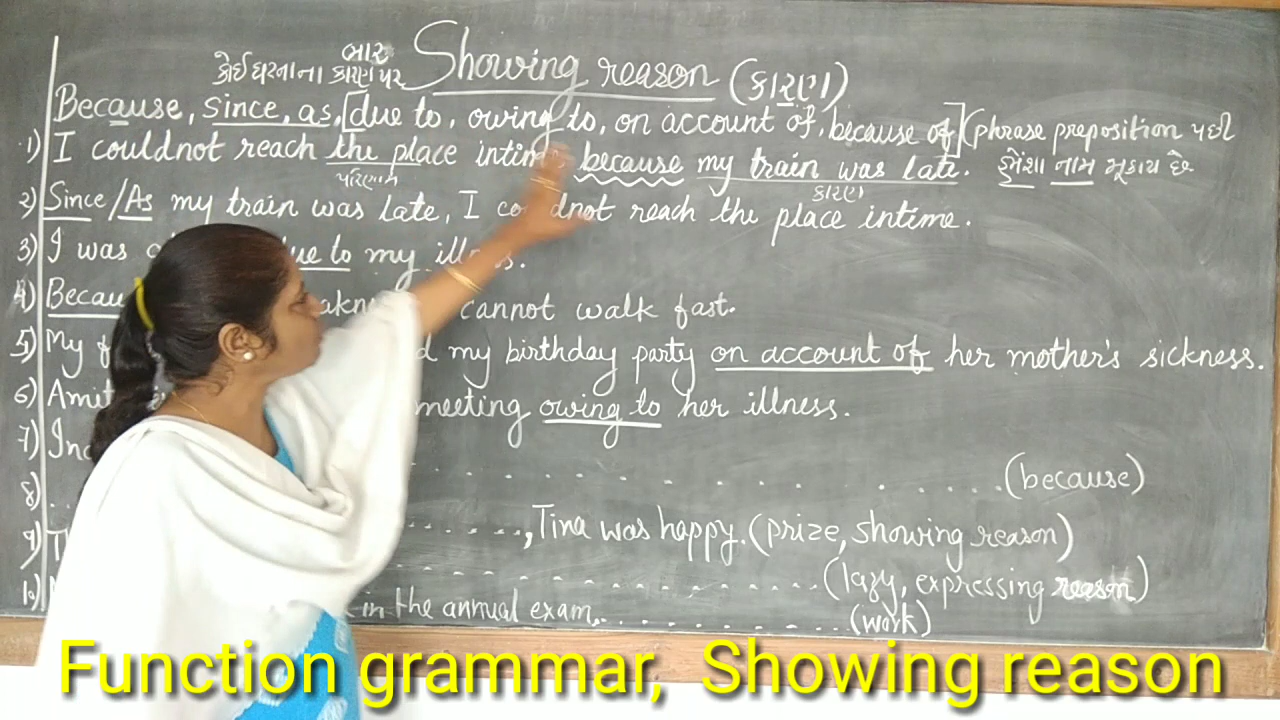 ભાર
કોઈ ઘટનાના કારણ પર Showing reason (કારણ)
Because, since, as, [due to, owing to, on account of, because of] (phrase preposition પછી
1) I couldnot reach the place intime because my train was late. હંમેશા નામ મૂકાય છે
પરિણામ કારણ
2) Since/As my train was late, I co dnot reach the place intime.
3) I was due to my ill s.
4) Becau akn cannot walk fast.
5) My f d my birthday party on account of her mother's sickness.
6) Amit meeting owing to her illness.
7) Ind . . . . . . . . . . . . (because)
8) . .
9) T . . . . . ., Tina was happy. (prize, showing reason)
. . . . . . . . . . . . (lazy, expressing reason)
10) in the annual exam. . . . . . . . . . (work)
Function grammar, Showing reason